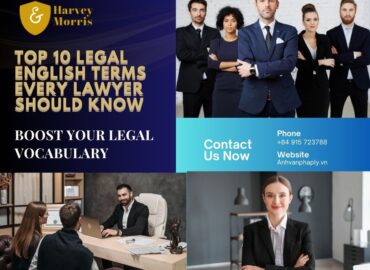 &
Harvey
Morris
TOP 10 LEGAL
ENGLISH TERMS
EVERY LAWYER
SHOULD KNOW
BOOST YOUR LEGAL
VOCABULARY
Contact
Us Now
Phone
+84 915 723788
Website
Anhvanphaply.vn